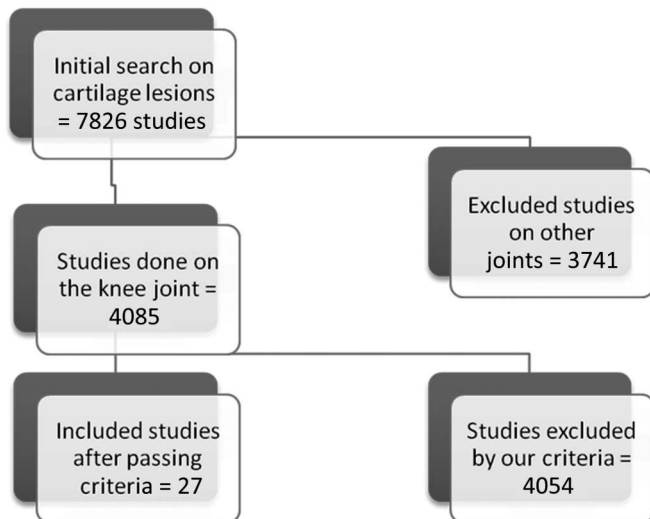 Initial search on
cartilage lesions
= 7826 studies
Excluded studies
on other
joints = 3741
Studies done on
the knee joint =
4085
Included studies
after passing
criteria = 27
Studies excluded
by our criteria =
4054